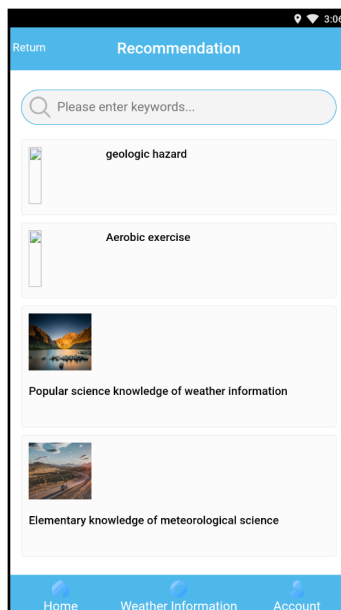 3:06
Return
Recommendation
Please enter keywords...
geologic hazard
Aerobic exercise
Popular science knowledge of weather information
Elementary knowledge of meteorological science
Home
Weather Information
Account